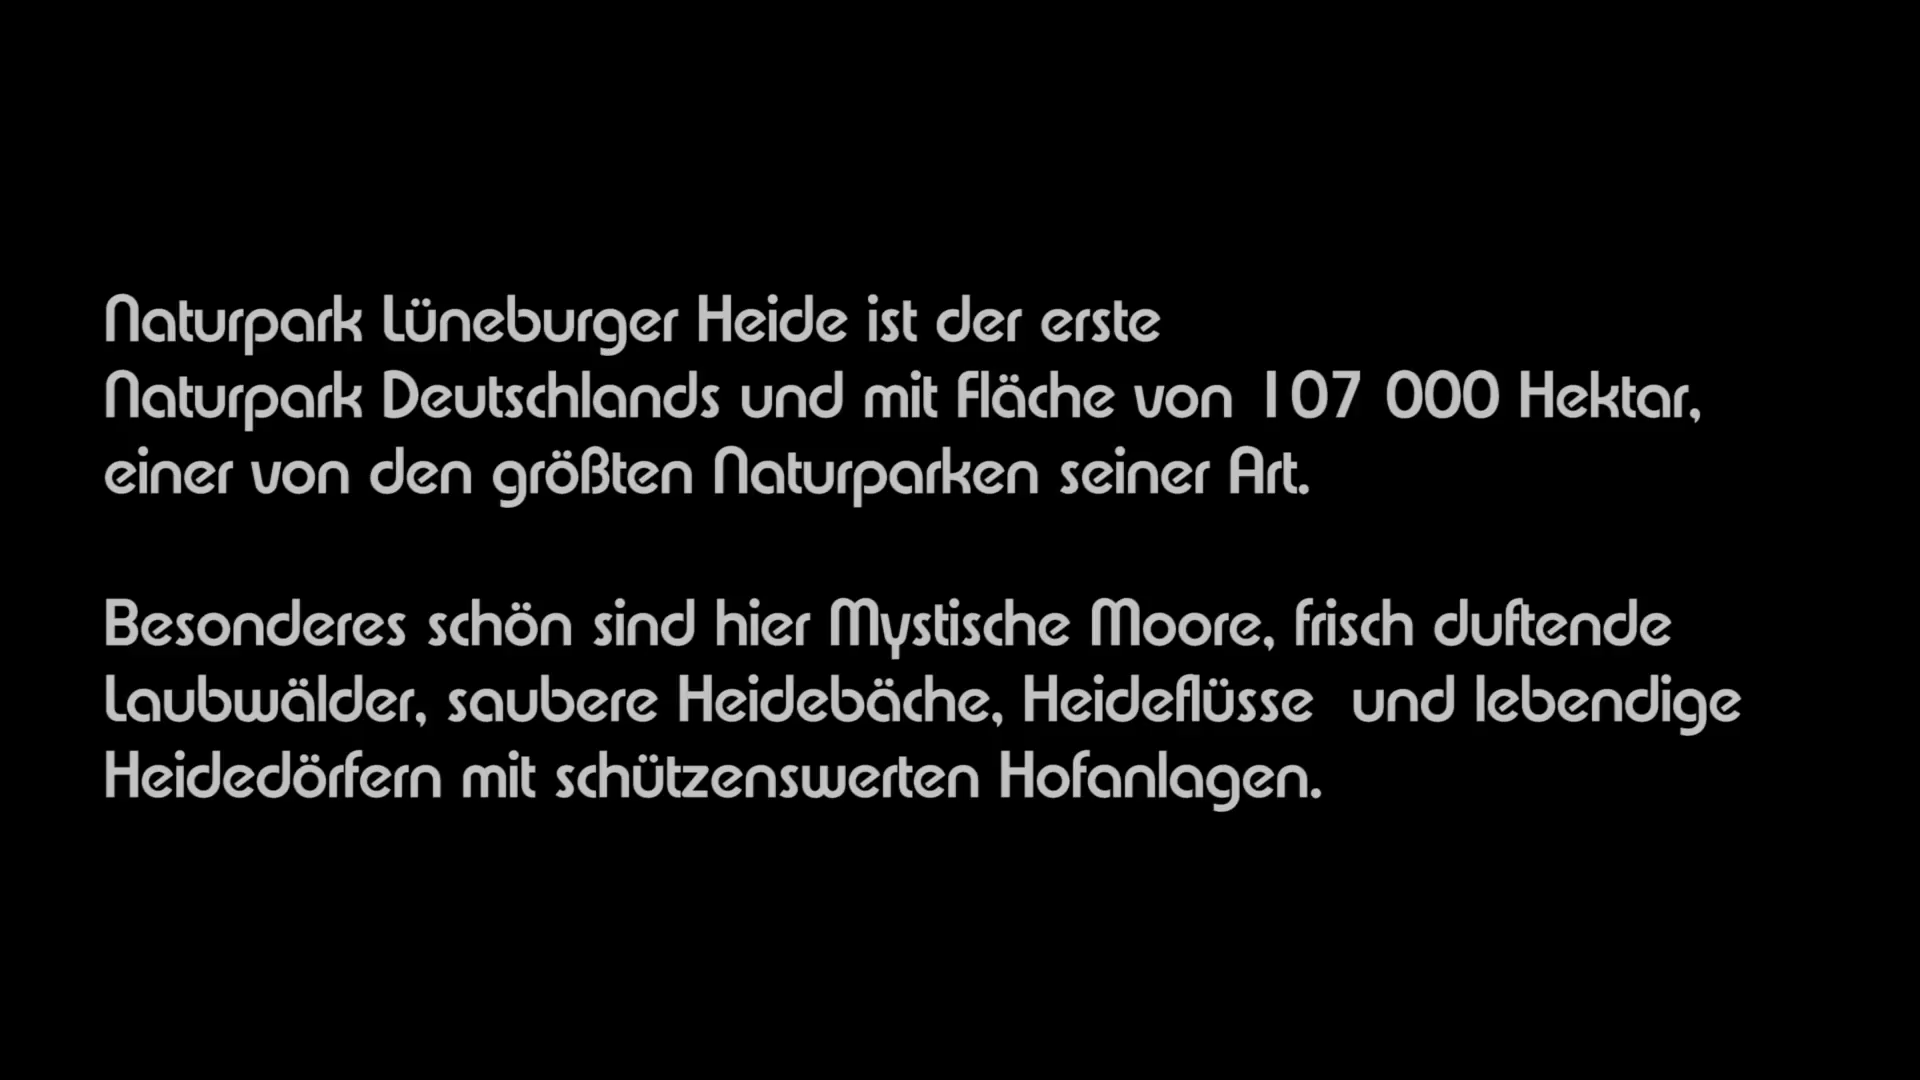 Naturpark Lüneburger Heide ist der erste
Naturpark Deutschlands und mit Fläche von 107 000 Hektar,
einer von den größten Naturparken seiner Art.
Besonderes schön sind hier Mystische Moore, frisch duftende
Laubwälder, saubere Heidebäche, Heideflüsse  und lebendige
Heidedörfern mit schützenswerten Hofanlagen.